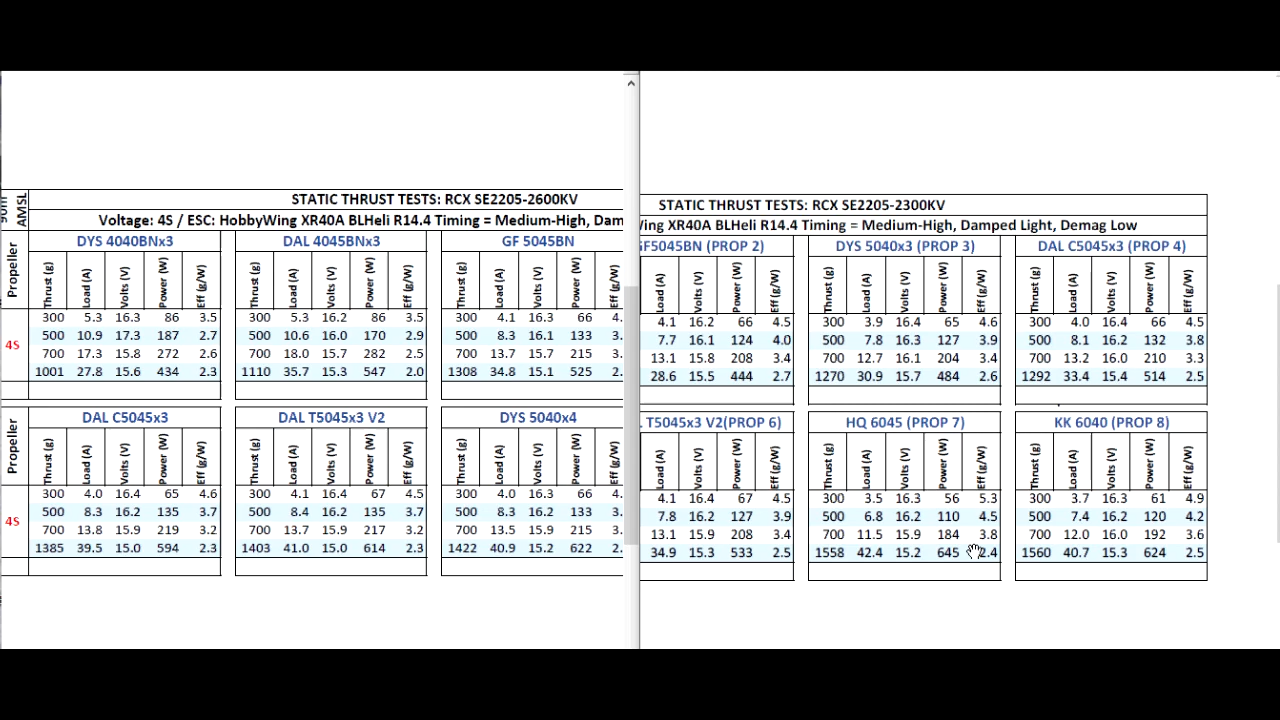 90m AMSL
STATIC THRUST TESTS: RCX SE2205-2600KV
Voltage: 4S / ESC: HobbyWing XR40A BLHeli R14.4 Timing = Medium-High, Dam
Propeller
DYS 4040BNx3 DAL 4045BNx3 GF 5045BN
Thrust (g) Load (A) Volts (V) Power (W) Eff (g/W) Thrust (g) Load (A) Volts (V) Power (W) Eff (g/W) Thrust (g) Load (A) Volts (V) Power (W) Eff (g/
4S
300 5.3 16.3 86 3.5 300 5.3 16.2 86 3.5 300 4.1 16.3 66 4.
500 10.9 17.3 187 2.7 500 10.6 16.0 170 2.9 500 8.3 16.1 133 3.
700 17.3 15.8 272 2.6 700 18.0 15.7 282 2.5 700 13.7 15.7 215 3.
1001 27.8 15.6 434 2.3 1110 35.7 15.3 547 2.0 1308 34.8 15.1 525 2.
Propeller
DAL C5045x3 DAL T5045x3 V2 DYS 5040x4
Thrust (g) Load (A) Volts (V) Power (W) Eff (g/W) Thrust (g) Load (A) Volts (V) Power (W) Eff (g/W) Thrust (g) Load (A) Volts (V) Power (W) Eff (g/
4S
300 4.0 16.4 65 4.6 300 4.1 16.4 67 4.5 300 4.0 16.3 66 4.
500 8.3 16.2 135 3.7 500 8.4 16.2 135 3.7 500 8.3 16.2 133 3.
700 13.8 15.9 219 3.2 700 13.7 15.9 217 3.2 700 13.5 15.9 215 3.
1385 39.5 15.0 594 2.3 1403 41.0 15.0 614 2.3 1422 40.9 15.2 622 2.
STATIC THRUST TESTS: RCX SE2205-2300KV
Wing XR40A BLHeli R14.4 Timing = Medium-High, Damped Light, Demag Low
GF5045BN (PROP 2) DYS 5040x3 (PROP 3) DAL C5045x3 (PROP 4)
Load (A) Volts (V) Power (W) Eff (g/W) Thrust (g) Load (A) Volts (V) Power (W) Eff (g/W) Thrust (g) Load (A) Volts (V) Power (W) Eff (g/W)
4.1 16.2 66 4.5 300 3.9 16.4 65 4.6 300 4.0 16.4 66 4.5
7.7 16.1 124 4.0 500 7.8 16.3 127 3.9 500 8.1 16.2 132 3.8
13.1 15.8 208 3.4 700 12.7 16.1 204 3.4 700 13.2 16.0 210 3.3
28.6 15.5 444 2.7 1270 30.9 15.7 484 2.6 1292 33.4 15.4 514 2.5
T5045x3 V2(PROP 6) HQ 6045 (PROP 7) KK 6040 (PROP 8)
Load (A) Volts (V) Power (W) Eff (g/W) Thrust (g) Load (A) Volts (V) Power (W) Eff (g/W) Thrust (g) Load (A) Volts (V) Power (W) Eff (g/W)
4.1 16.4 67 4.5 300 3.5 16.3 56 5.3 300 3.7 16.3 61 4.9
7.8 16.2 127 3.9 500 6.8 16.2 110 4.5 500 7.4 16.2 120 4.2
13.1 15.9 208 3.4 700 11.5 15.9 184 3.8 700 12.0 16.0 192 3.6
34.9 15.3 533 2.5 1558 42.4 15.2 645 2.4 1560 40.7 15.3 624 2.5